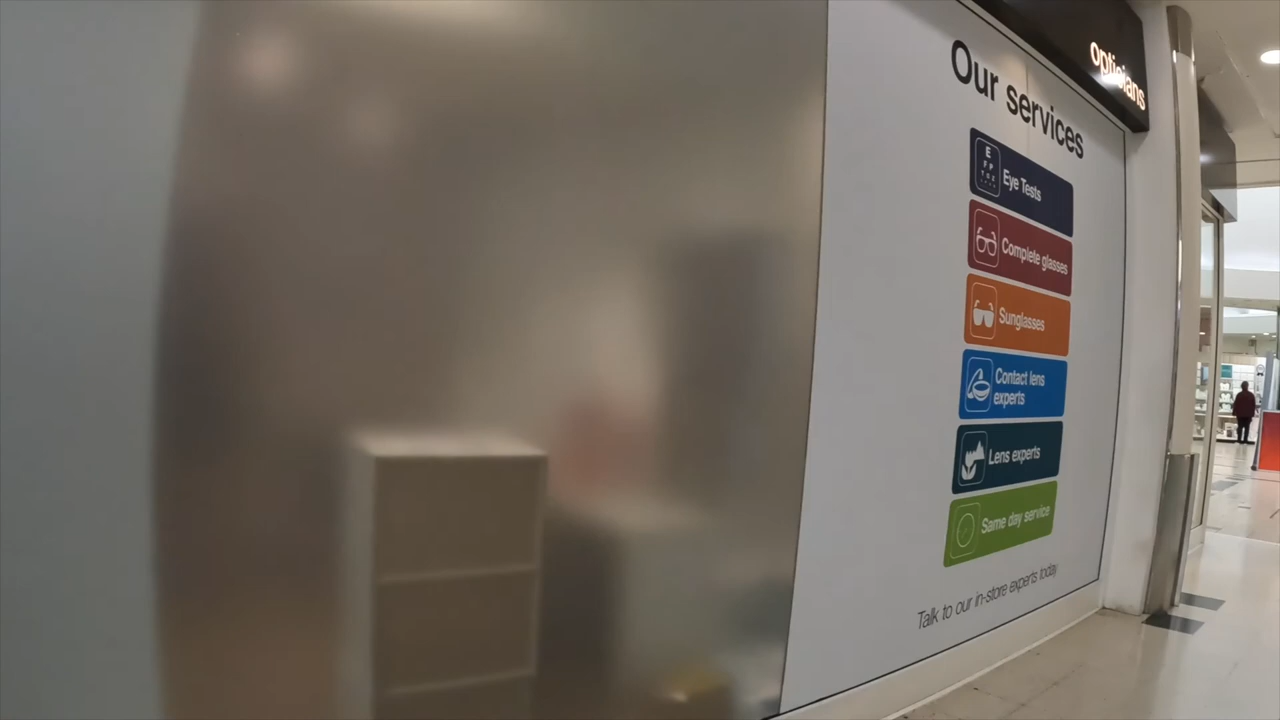 opticians
Our services
E
F P
T O Z
Eye Tests
Complete glasses
Sunglasses
Contact lens
experts
Lens experts
Same day service
Talk to our in-store experts today